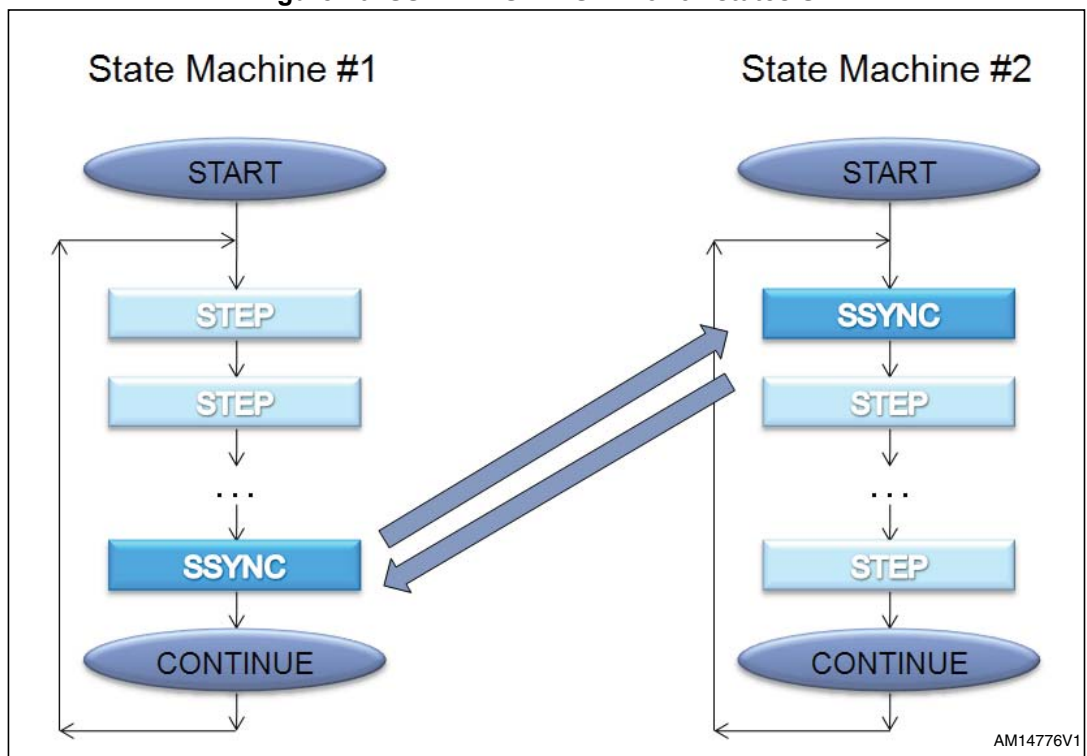 State Machine #1
State Machine #2
START
STEP
STEP
...
SSYNC
CONTINUE
START
SSYNC
STEP
...
STEP
CONTINUE
AM14776V1